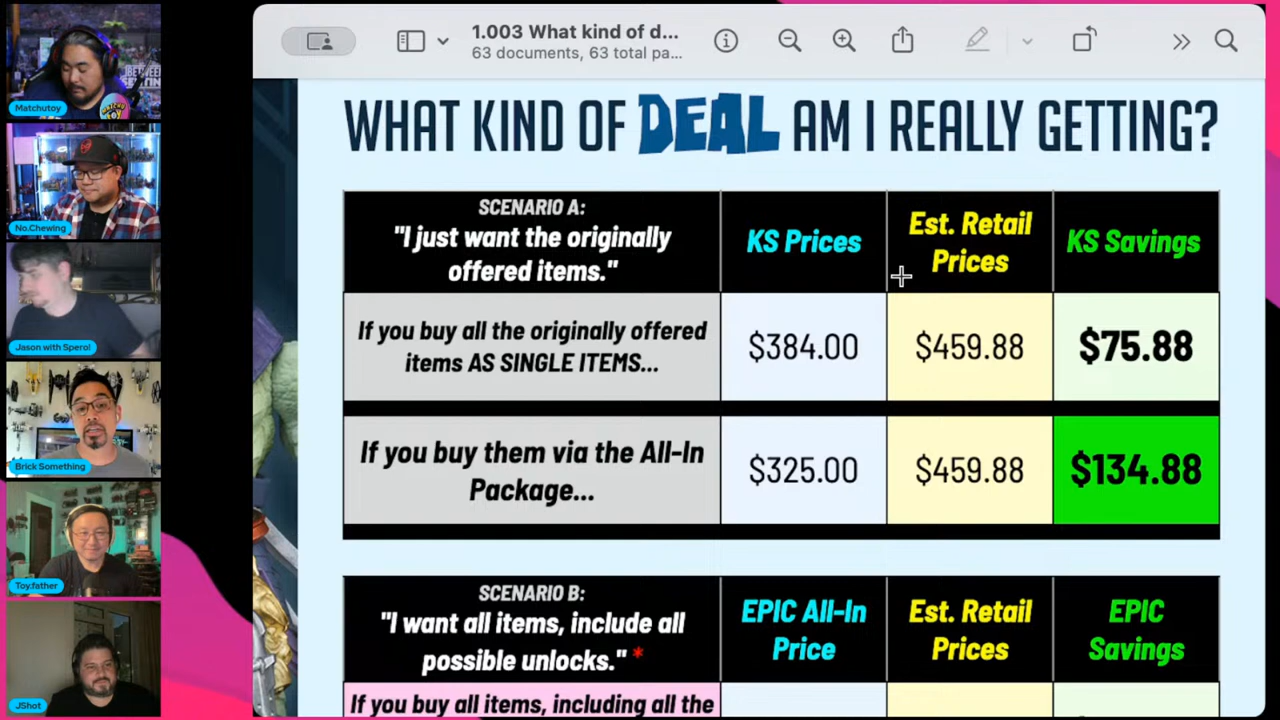 Matchutoy
No.Chewing
Jason with Sperol
Brick Something
Toy.father
JShot
1.003 What kind of d...
63 documents, 63 total pa...
WHAT KIND OF DEAL AM I REALLY GETTING?
SCENARIO A:
"I just want the originally
offered items."
KS Prices
Est. Retail
Prices
KS Savings
If you buy all the originally offered
items AS SINGLE ITEMS...
$384.00
$459.88
$75.88
If you buy them via the All-In
Package...
$325.00
$459.88
$134.88
SCENARIO B:
"I want all items, include all
possible unlocks." *
EPIC All-In
Price
Est. Retail
Prices
EPIC
Savings
If you buy all items, including all the